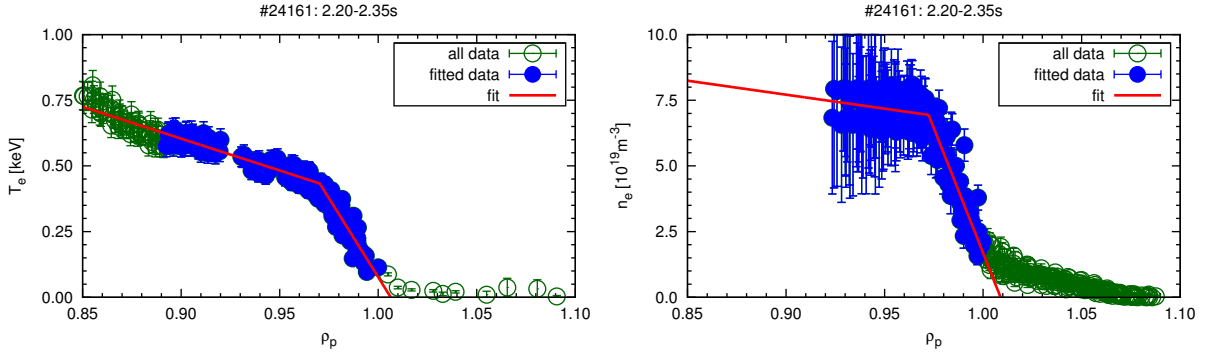 #24161: 2.20-2.35s
T_e [keV]
1.00
0.75
0.50
0.25
0.00
all data
fitted data
fit
0.85 0.90 0.95 1.00 1.05 1.10
ρ_p
#24161: 2.20-2.35s
n_e [10^19 m^-3]
10.0
7.5
5.0
2.5
0.0
all data
fitted data
fit
0.85 0.90 0.95 1.00 1.05 1.10
ρ_p